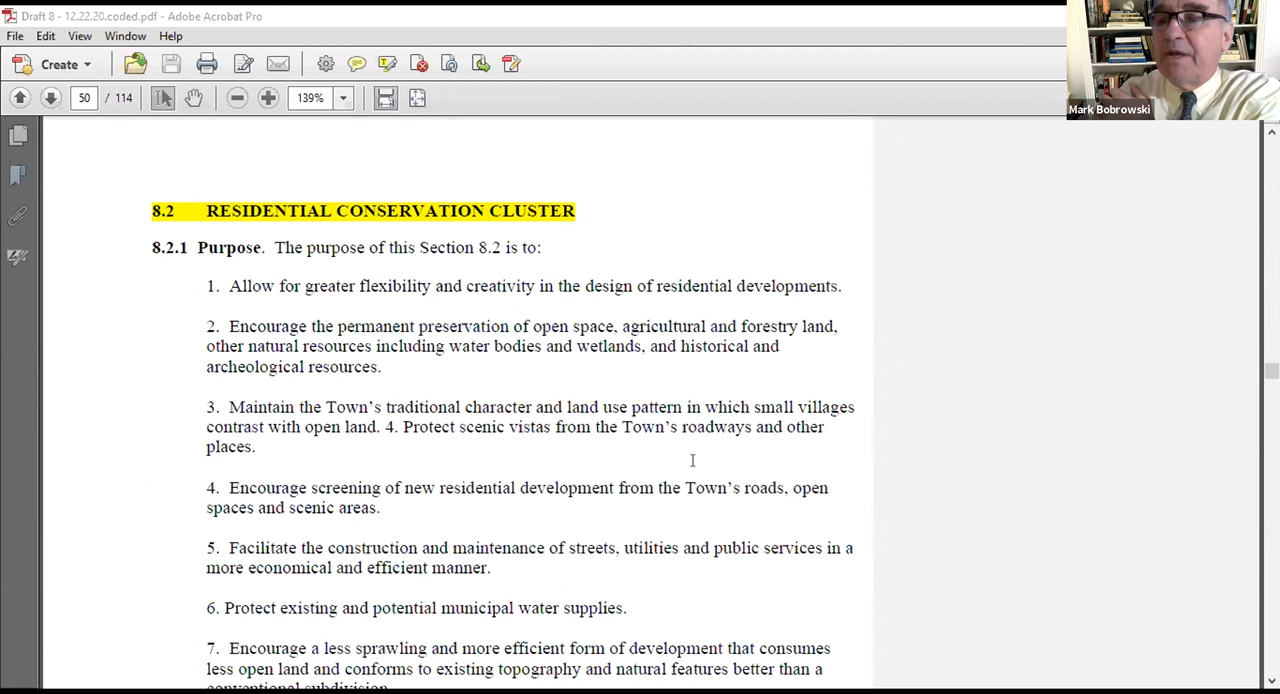 Draft 8 - 12.22.20.coded.pdf - Adobe Acrobat Pro
File Edit View Window Help
Create
50 / 114 139%
Mark Bobrowski
8.2 RESIDENTIAL CONSERVATION CLUSTER
8.2.1 Purpose. The purpose of this Section 8.2 is to:
1. Allow for greater flexibility and creativity in the design of residential developments.
2. Encourage the permanent preservation of open space, agricultural and forestry land,
other natural resources including water bodies and wetlands, and historical and
archeological resources.
3. Maintain the Town's traditional character and land use pattern in which small villages
contrast with open land. 4. Protect scenic vistas from the Town's roadways and other
places.
4. Encourage screening of new residential development from the Town's roads, open
spaces and scenic areas.
5. Facilitate the construction and maintenance of streets, utilities and public services in a
more economical and efficient manner.
6. Protect existing and potential municipal water supplies.
7. Encourage a less sprawling and more efficient form of development that consumes
less open land and conforms to existing topography and natural features better than a
conventional subdivision